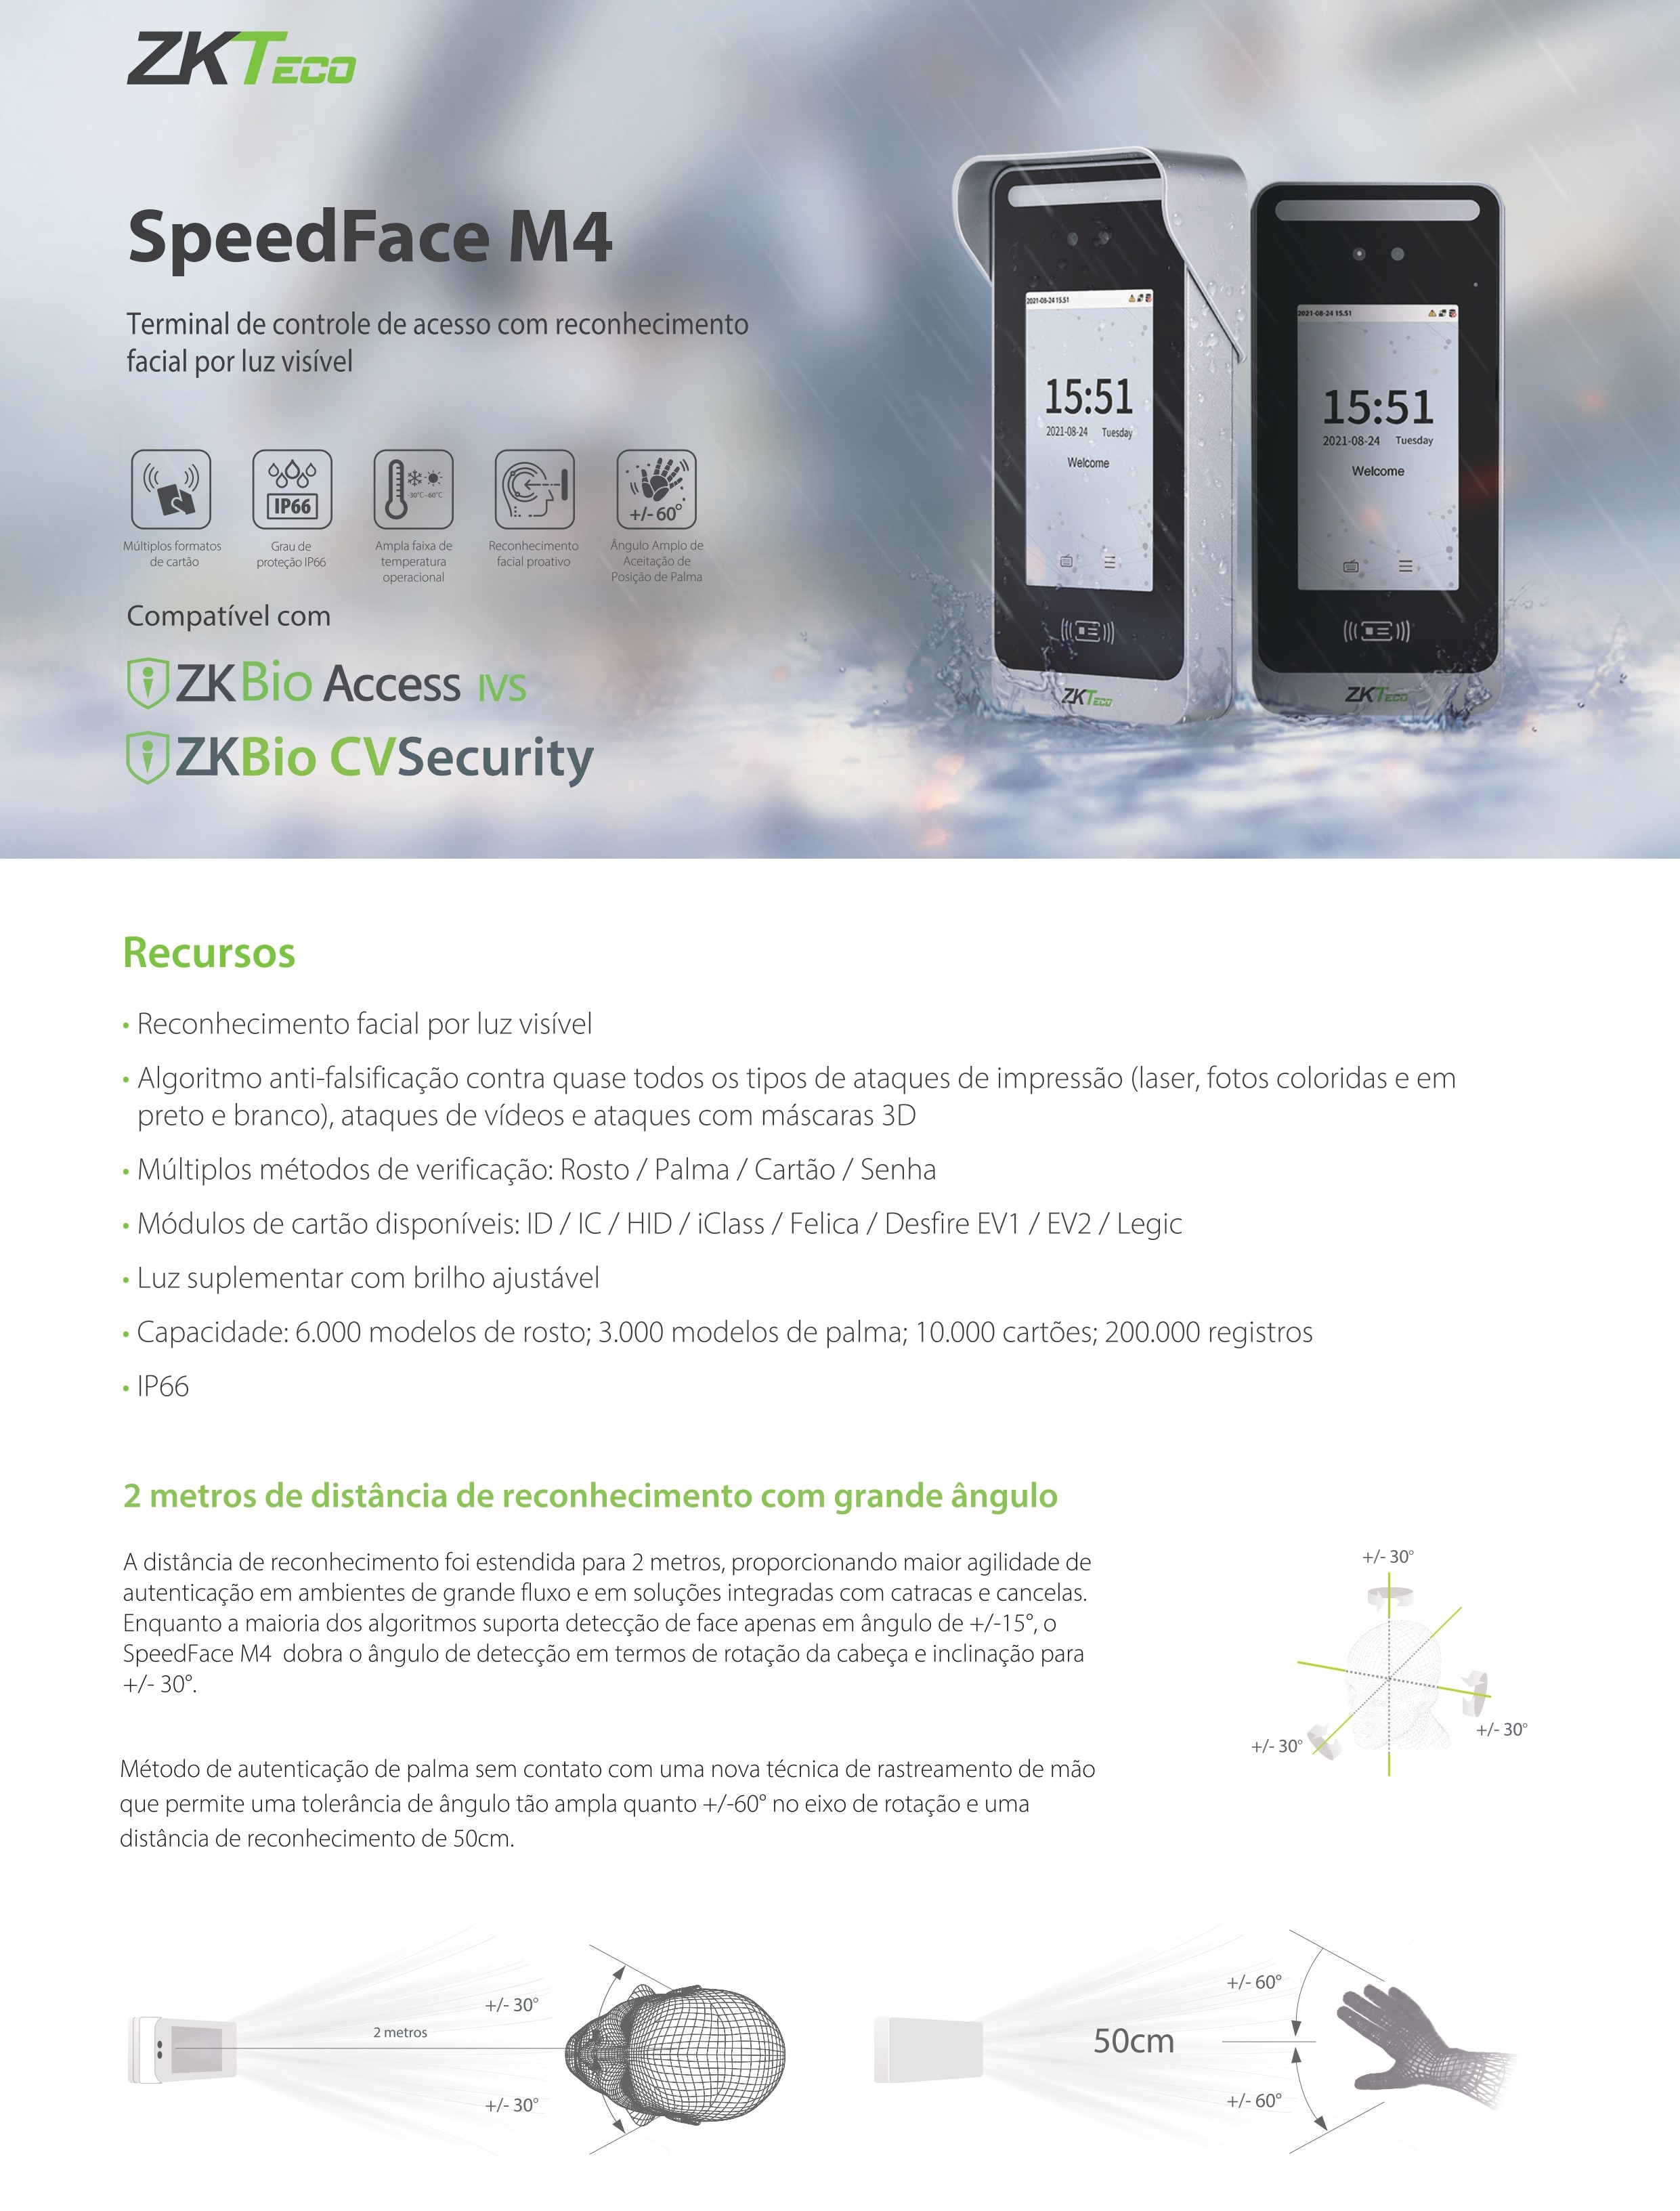 ZKTECO
SpeedFace M4
Terminal de controle de acesso com reconhecimento
facial por luz visível
IP66
-30°C~60°C
+/- 60°
Múltiplos formatos
de cartão
Grau de
proteção IP66
Ampla faixa de
temperatura
operacional
Reconhecimento
facial proativo
Ângulo Amplo de
Aceitação de
Posição de Palma
Compatível com
ZKBio Access IVS
ZKBio CVSecurity
2021-08-24 15.51
15:51
2021-08-24 Tuesday
Welcome
ZKTECO
2021-08-24 15.51
15:51
2021-08-24 Tuesday
Welcome
ZKTECO
Recursos
• Reconhecimento facial por luz visível
• Algoritmo anti-falsificação contra quase todos os tipos de ataques de impressão (laser, fotos coloridas e em
preto e branco), ataques de vídeos e ataques com máscaras 3D
• Múltiplos métodos de verificação: Rosto / Palma / Cartão / Senha
• Módulos de cartão disponíveis: ID / IC / HID / iClass / Felica / Desfire EV1 / EV2 / Legic
• Luz suplementar com brilho ajustável
• Capacidade: 6.000 modelos de rosto; 3.000 modelos de palma; 10.000 cartões; 200.000 registros
• IP66
2 metros de distância de reconhecimento com grande ângulo
A distância de reconhecimento foi estendida para 2 metros, proporcionando maior agilidade de
autenticação em ambientes de grande fluxo e em soluções integradas com catracas e cancelas.
Enquanto a maioria dos algoritmos suporta detecção de face apenas em ângulo de +/-15°, o
SpeedFace M4 dobra o ângulo de detecção em termos de rotação da cabeça e inclinação para
+/- 30°.
+/- 30°
+/- 30°
+/- 30°
Método de autenticação de palma sem contato com uma nova técnica de rastreamento de mão
que permite uma tolerância de ângulo tão ampla quanto +/-60° no eixo de rotação e uma
distância de reconhecimento de 50cm.
+/- 30°
2 metros
+/- 30°
+/- 60°
50cm
+/- 60°